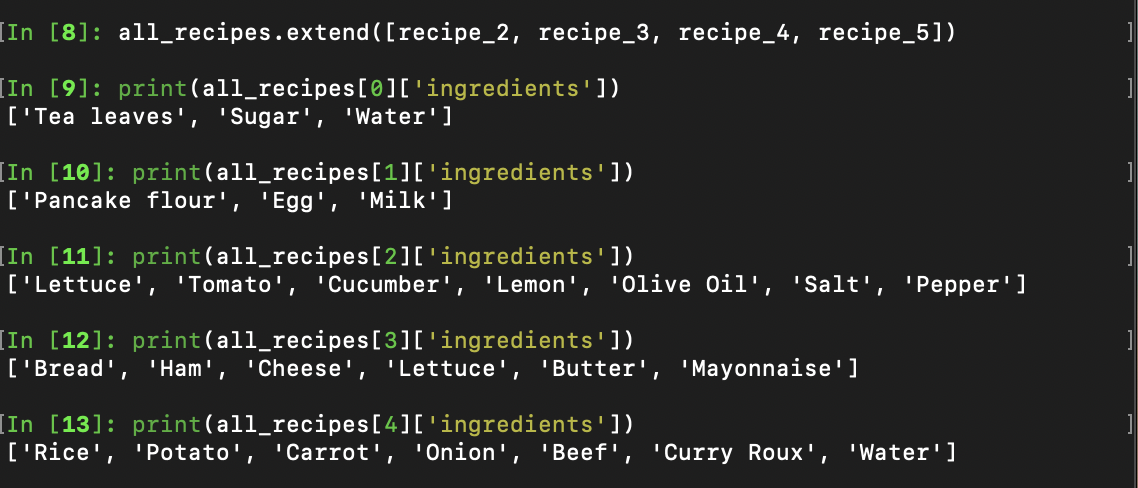 [In [8]: all_recipes.extend([recipe_2, recipe_3, recipe_4, recipe_5]) ]
[In [9]: print(all_recipes[0]['ingredients']) ]
['Tea leaves', 'Sugar', 'Water']
[In [10]: print(all_recipes[1]['ingredients']) ]
['Pancake flour', 'Egg', 'Milk']
[In [11]: print(all_recipes[2]['ingredients']) ]
['Lettuce', 'Tomato', 'Cucumber', 'Lemon', 'Olive Oil', 'Salt', 'Pepper']
[In [12]: print(all_recipes[3]['ingredients']) ]
['Bread', 'Ham', 'Cheese', 'Lettuce', 'Butter', 'Mayonnaise']
[In [13]: print(all_recipes[4]['ingredients']) ]
['Rice', 'Potato', 'Carrot', 'Onion', 'Beef', 'Curry Roux', 'Water']